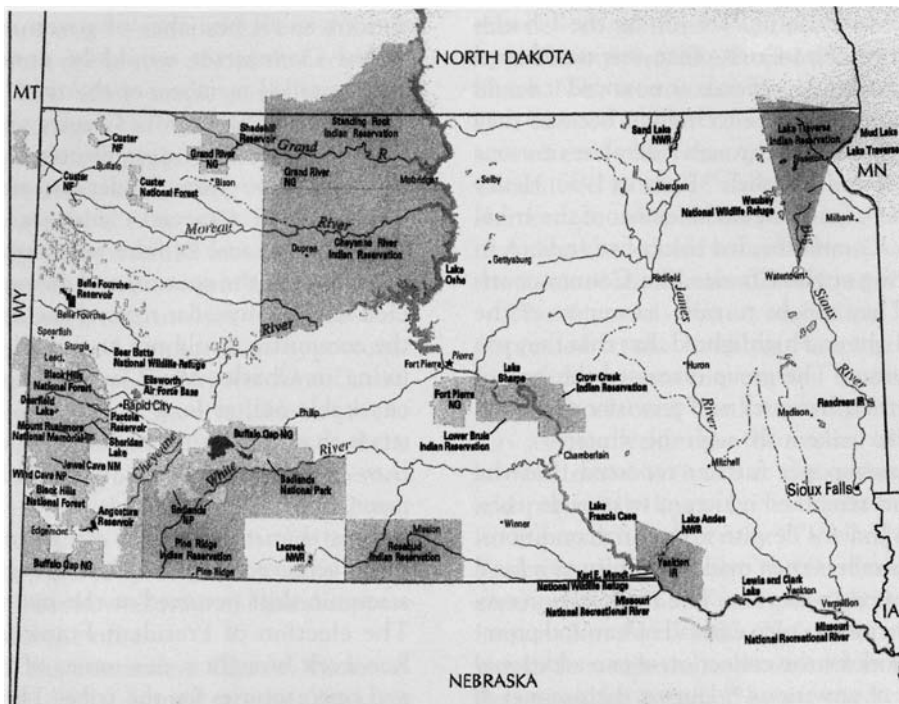 NORTH DAKOTA
MT
Custer
NF
Shadehill
Reservoir
Standing Rock
Indian Reservation
Sand Lake
NWR
Lake Traverse
Indian Reservation
Mud Lake
Lake Traverse
MN
Buffalo
Grand River
NG
Grand
R.
Custer
NF
Custer
National Forest
Bison
Grand River
NG
Mobridge
Selby
Aberdeen
Sisseton
Waubay
National Wildlife
Milbank
Moreau
River
Dupree
Cheyenne River
Indian Reservation
Gettysburg
Lake
Oahe
Redfield
James
Watertown
Big
Sioux
WY
Belle Fourche
Reservoir
Belle Fourche
Spearfish
Sturgis
Lead
Bear Butte
National Wildlife Refuge
River
Black Hills
National Forest
Ellsworth
Air Force Base
Deerfield
Lake
Rapid City
Pactola
Reservoir
Mount Rushmore
National Memorial
Sheridan
Lake
Fort Pierre
Pierre
Lake
Sharpe
Fort Pierre
NG
Crow Creek
Indian Reservation
River
Flandreau IR
Madison
Philip
Buffalo Gap NG
Lower Brule
Indian Reservation
River
River
Chamberlain
Mitchell
Sioux Falls
Jewel Cave NM
Wind Cave NP
Black Hills
National Forest
Cheyenne
White
Badlands
National Park
Angostura
Reservoir
Edgemont
Badlands
NP
Lake
Francis Case
Winner
Lake Andes
Pine Ridge
Indian Reservation
Lacreek
NWR
Mission
Rosebud
Indian Reservation
Yankton
IR
Buffalo Gap NG
Pine Ridge
Karl E. Mundt
National Wildlife Refuge
Missouri
National Recreational River
Lewis and Clark
Lake
Yankton
Vermillion
Missouri
National Recreational River
IA
NEBRASKA